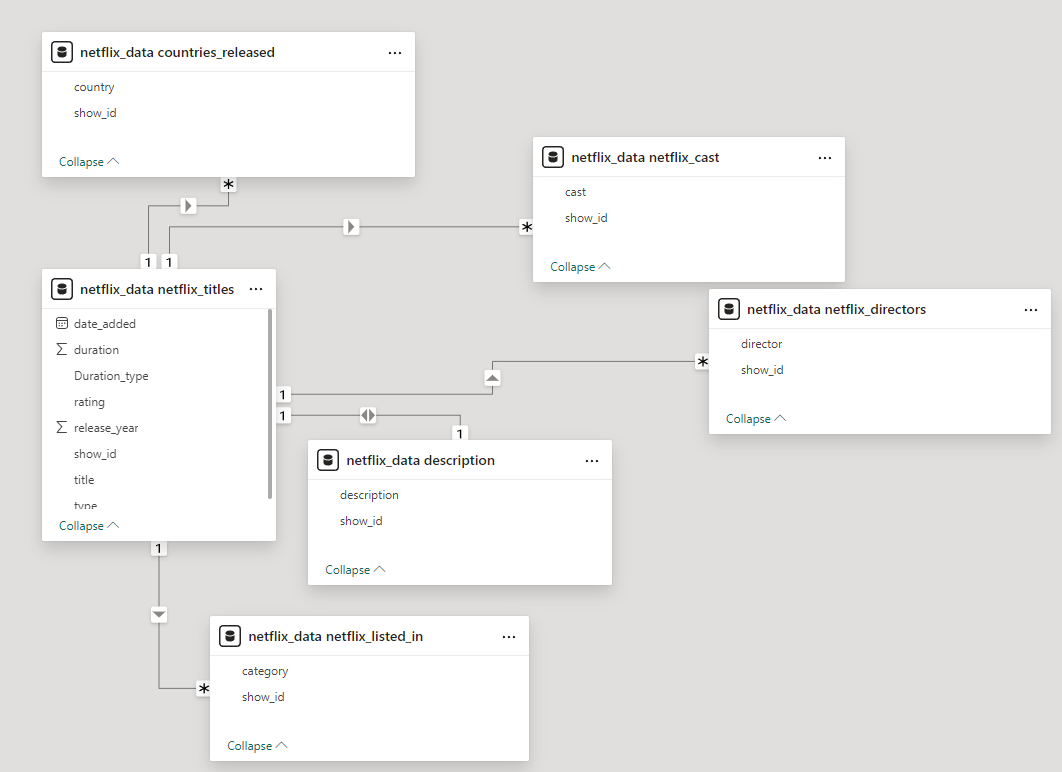 netflix_data countries_released
country
show_id
Collapse
*
netflix_data netflix_cast
cast
show_id
Collapse
*
1 1
netflix_data netflix_titles
date_added
duration
Duration_type
rating
release_year
show_id
title
type
Collapse
netflix_data netflix_directors
director
show_id
Collapse
*
1
1
1
netflix_data description
description
show_id
Collapse
1
netflix_data netflix_listed_in
category
show_id
Collapse
*